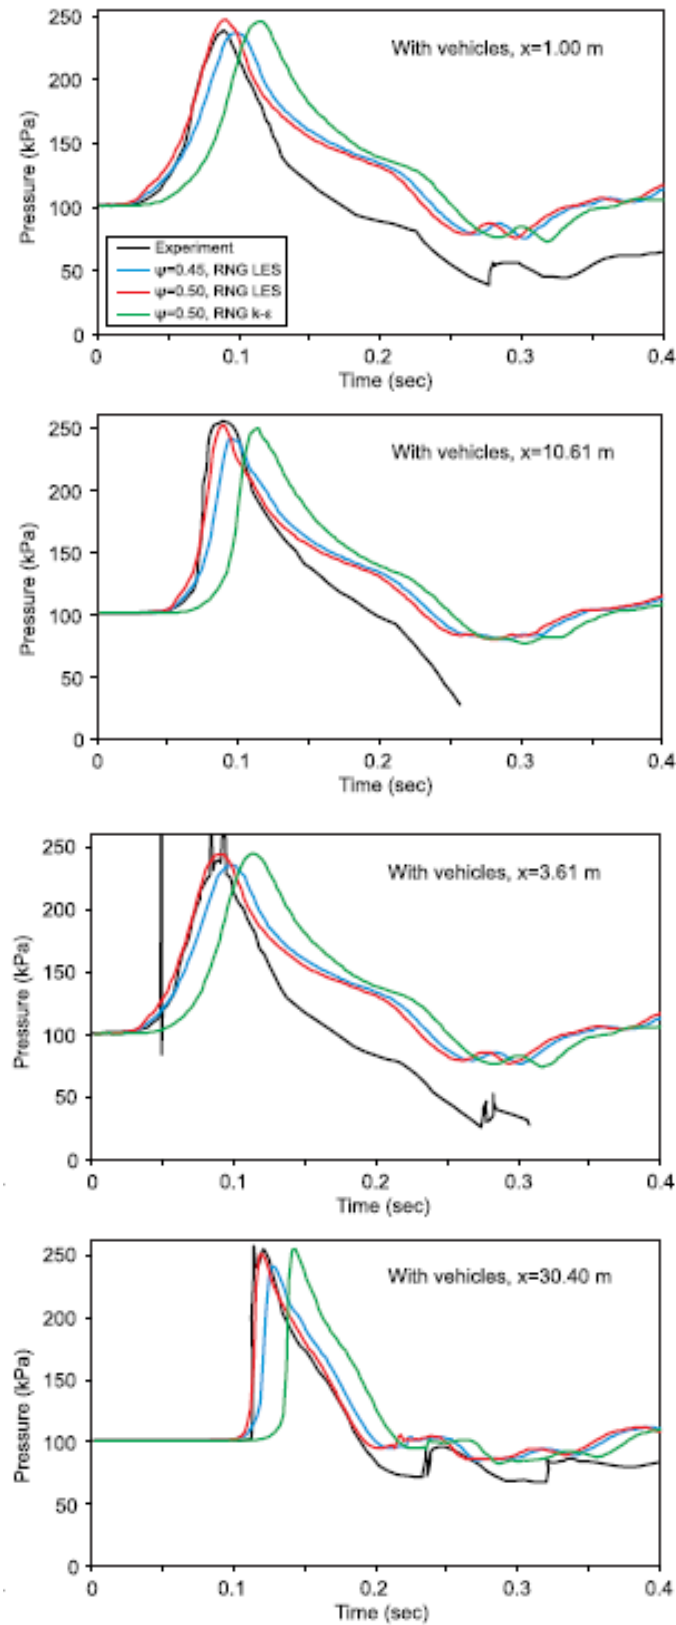 250
With vehicles, x=1.00 m
200
150
Pressure (kPa)
100
Experiment
ψ=0.45, RNG LES
50
ψ=0.50, RNG LES
ψ=0.50, RNG k-ε
0
0 0.1 0.2 0.3 0.4
Time (sec)
250
With vehicles, x=10.61 m
200
150
Pressure (kPa)
100
50
0
0 0.1 0.2 0.3 0.4
Time (sec)
250
With vehicles, x=3.61 m
200
150
Pressure (kPa)
100
50
0
0 0.1 0.2 0.3 0.4
Time (sec)
250
With vehicles, x=30.40 m
200
150
Pressure (kPa)
100
50
0
0 0.1 0.2 0.3 0.4
Time (sec)